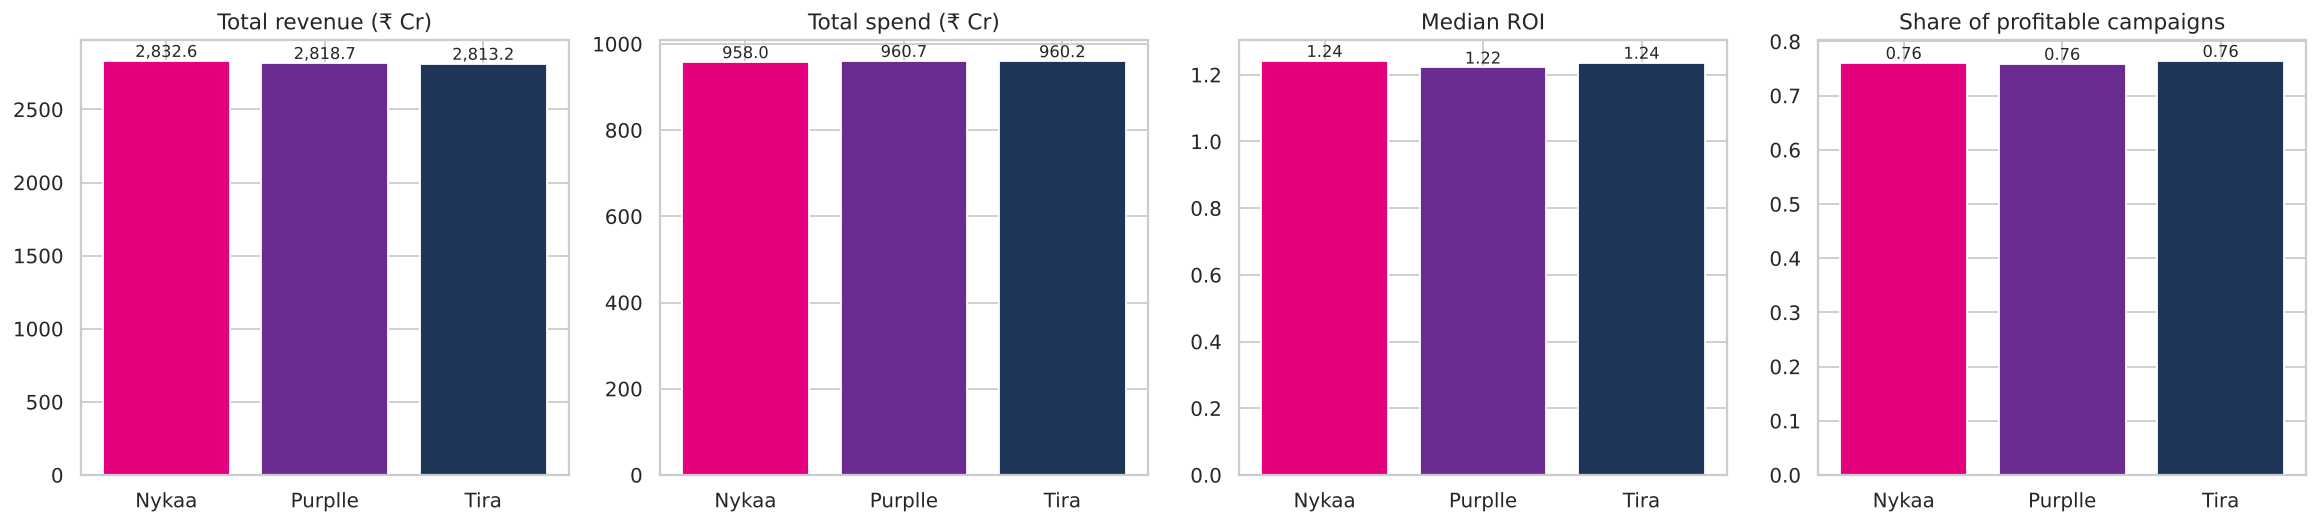 Total revenue (₹ Cr)
2,832.6 2,818.7 2,813.2
2500
2000
1500
1000
500
0
Nykaa Purplle Tira
Total spend (₹ Cr)
1000
958.0 960.7 960.2
800
600
400
200
0
Nykaa Purplle Tira
Median ROI
1.24 1.22 1.24
1.2
1.0
0.8
0.6
0.4
0.2
0.0
Nykaa Purplle Tira
Share of profitable campaigns
0.8
0.76 0.76 0.76
0.7
0.6
0.5
0.4
0.3
0.2
0.1
0.0
Nykaa Purplle Tira